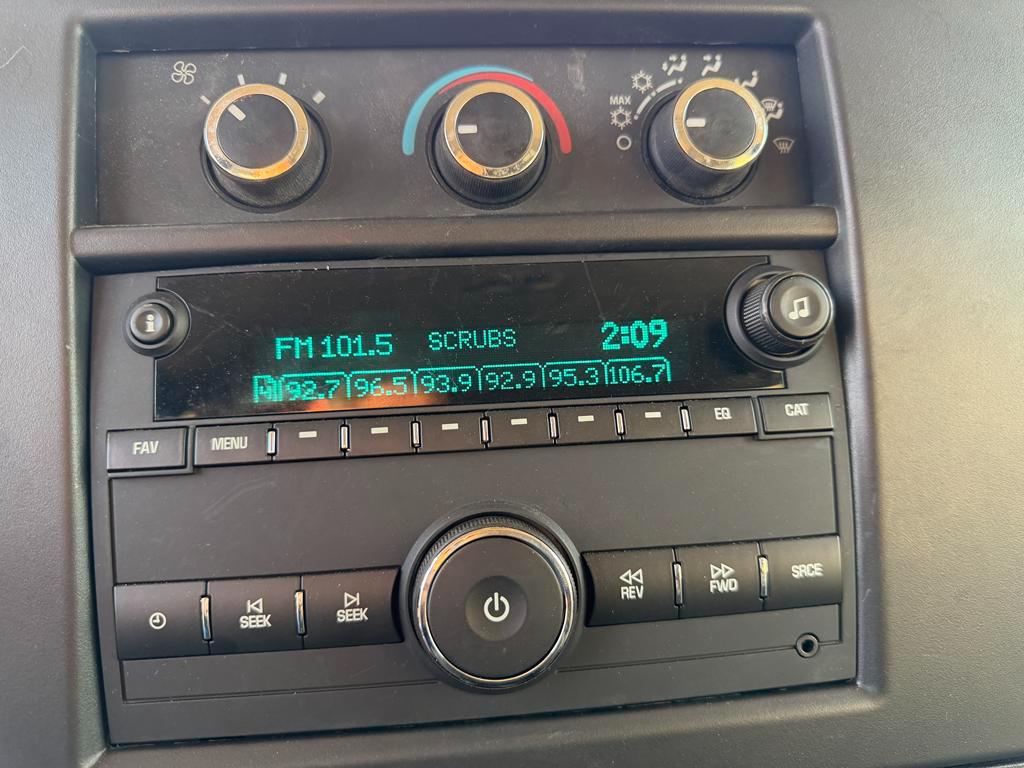 MAX
i
FM 101.5 SCRUBS 2:09
92.7 96.5 93.9 92.9 95.3 106.7
FAV MENU EQ CAT
SEEK SEEK REV FWD SRCE